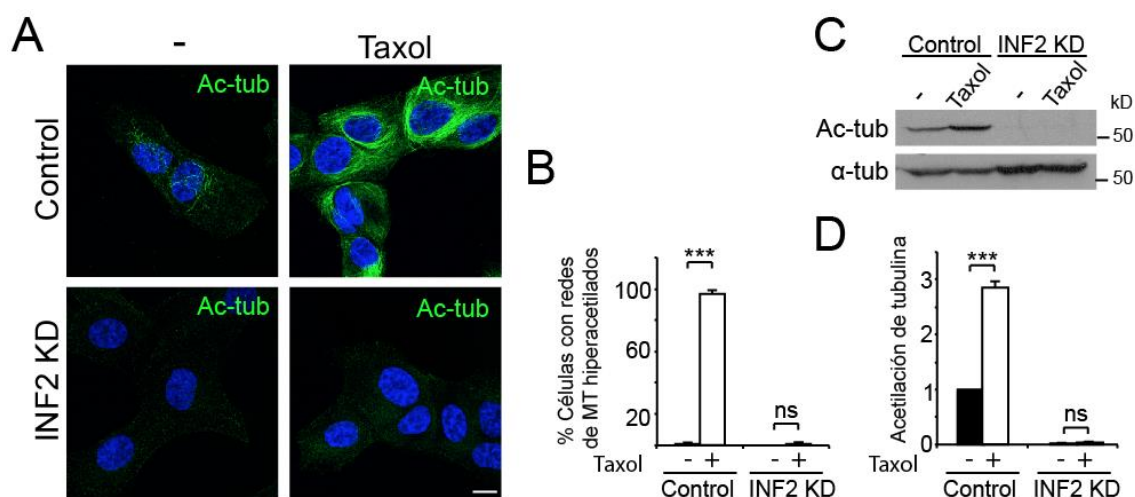 A
-
Taxol
Control
INF2 KD
Ac-tub
Ac-tub
Ac-tub
Ac-tub
B
% Células con redes
de MT hiperacetilados
100
60
20
***
ns
Taxol
- + - +
Control INF2 KD
C
Control INF2 KD
- Taxol - Taxol
kD
Ac-tub
50
α-tub
50
D
Acetilación de tubulina
3
2
1
0
***
ns
Taxol
- + - +
Control INF2 KD